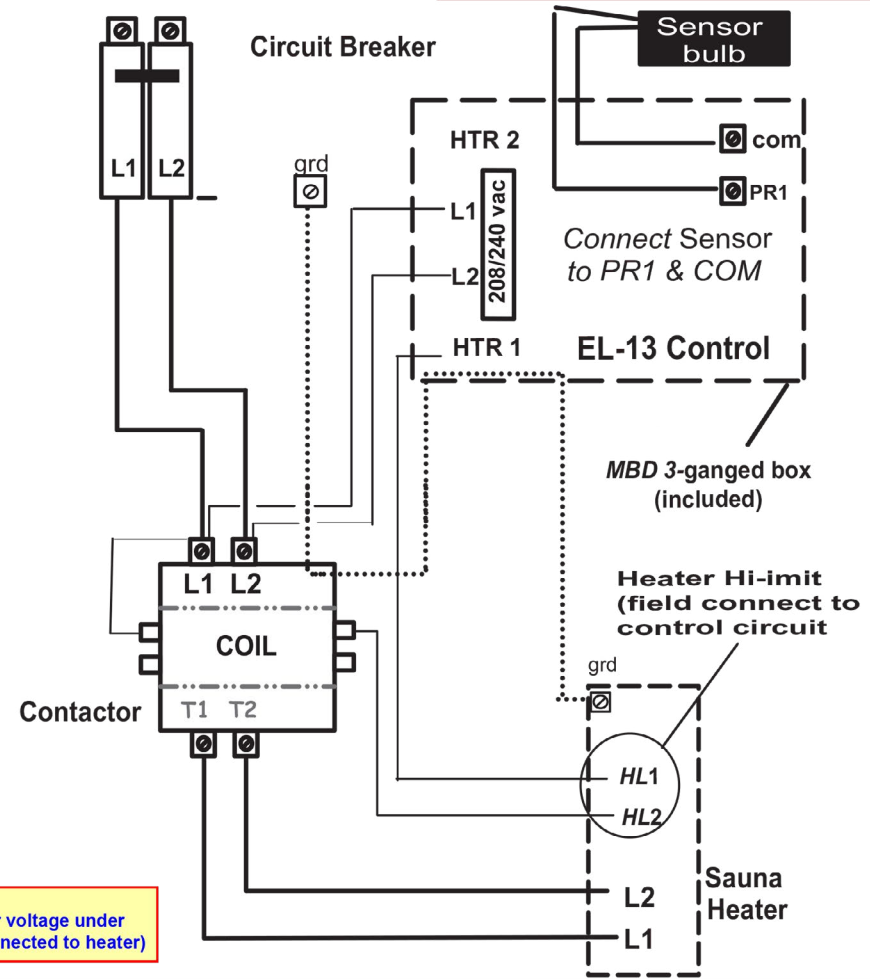 Circuit Breaker
Sensor
bulb
L1
L2
grd
HTR 2
com
PR1
L1
L2
208/240 vac
Connect Sensor
to PR1 & COM
HTR 1
EL-13 Control
MBD 3-ganged box
(included)
L1 L2
COIL
T1 T2
Contactor
Heater Hi-imit
(field connect to
control circuit
grd
HL1
HL2
L2
L1
Sauna
Heater
voltage under
nected to heater)